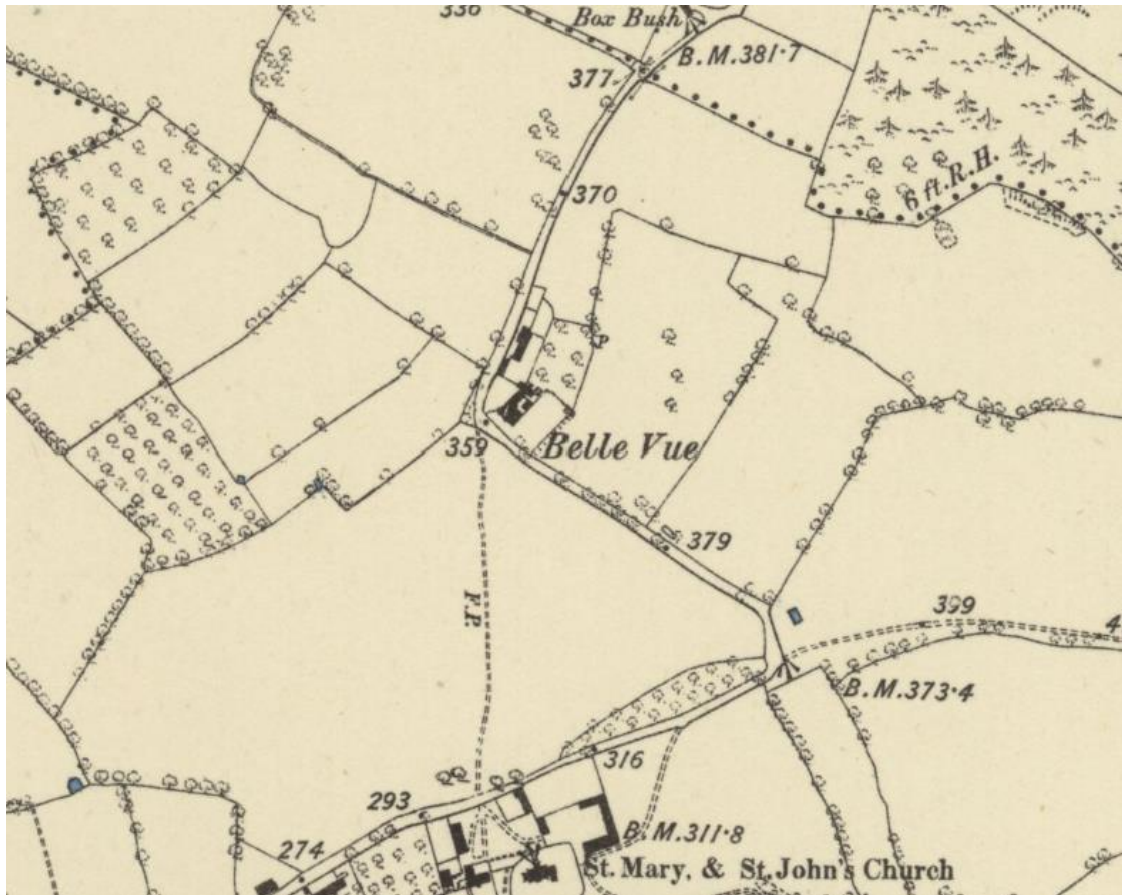 336
Box Bush
B.M.381·7
377
6 ft. R.H.
370
Belle Vue
359
379
F.P.
399
4
B.M.373·4
316
293
B.M.311·8
274
St. Mary, & St. John's Church